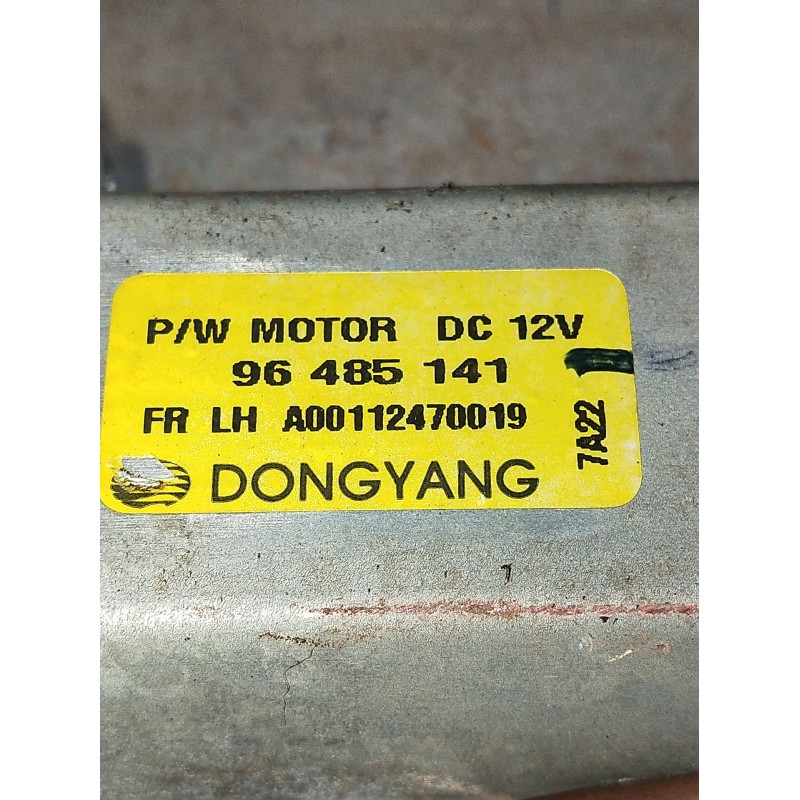 P/W MOTOR DC 12V
96 485 141
FR LH A00112470019
7A22
DONGYANG